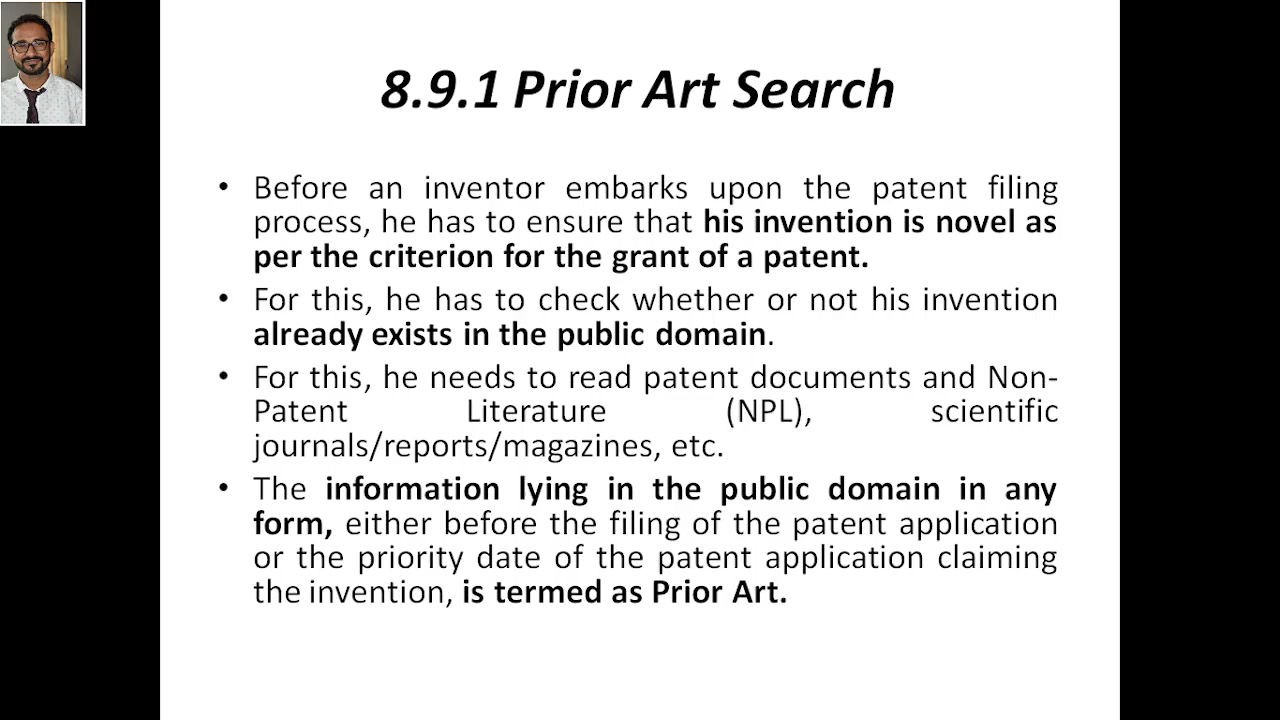 8.9.1 Prior Art Search
• Before an inventor embarks upon the patent filing
process, he has to ensure that his invention is novel as
per the criterion for the grant of a patent.
• For this, he has to check whether or not his invention
already exists in the public domain.
• For this, he needs to read patent documents and Non-
Patent Literature (NPL), scientific
journals/reports/magazines, etc.
• The information lying in the public domain in any
form, either before the filing of the patent application
or the priority date of the patent application claiming
the invention, is termed as Prior Art.